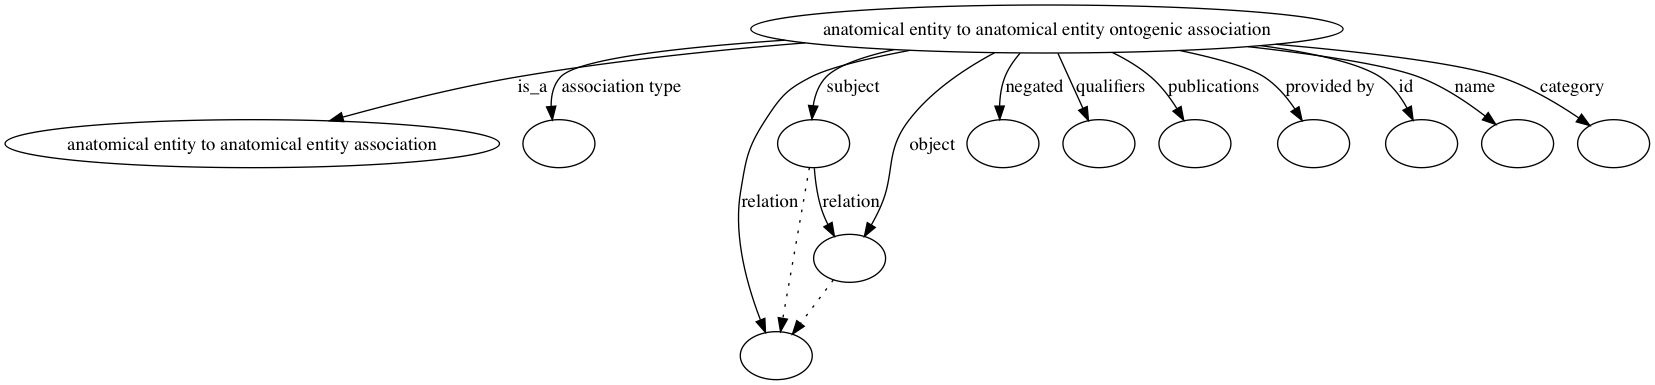 anatomical entity to anatomical entity ontogenic association
is_a
association type
subject
negated
qualifiers
publications
provided by
id
name
category
anatomical entity to anatomical entity association
object
relation
relation